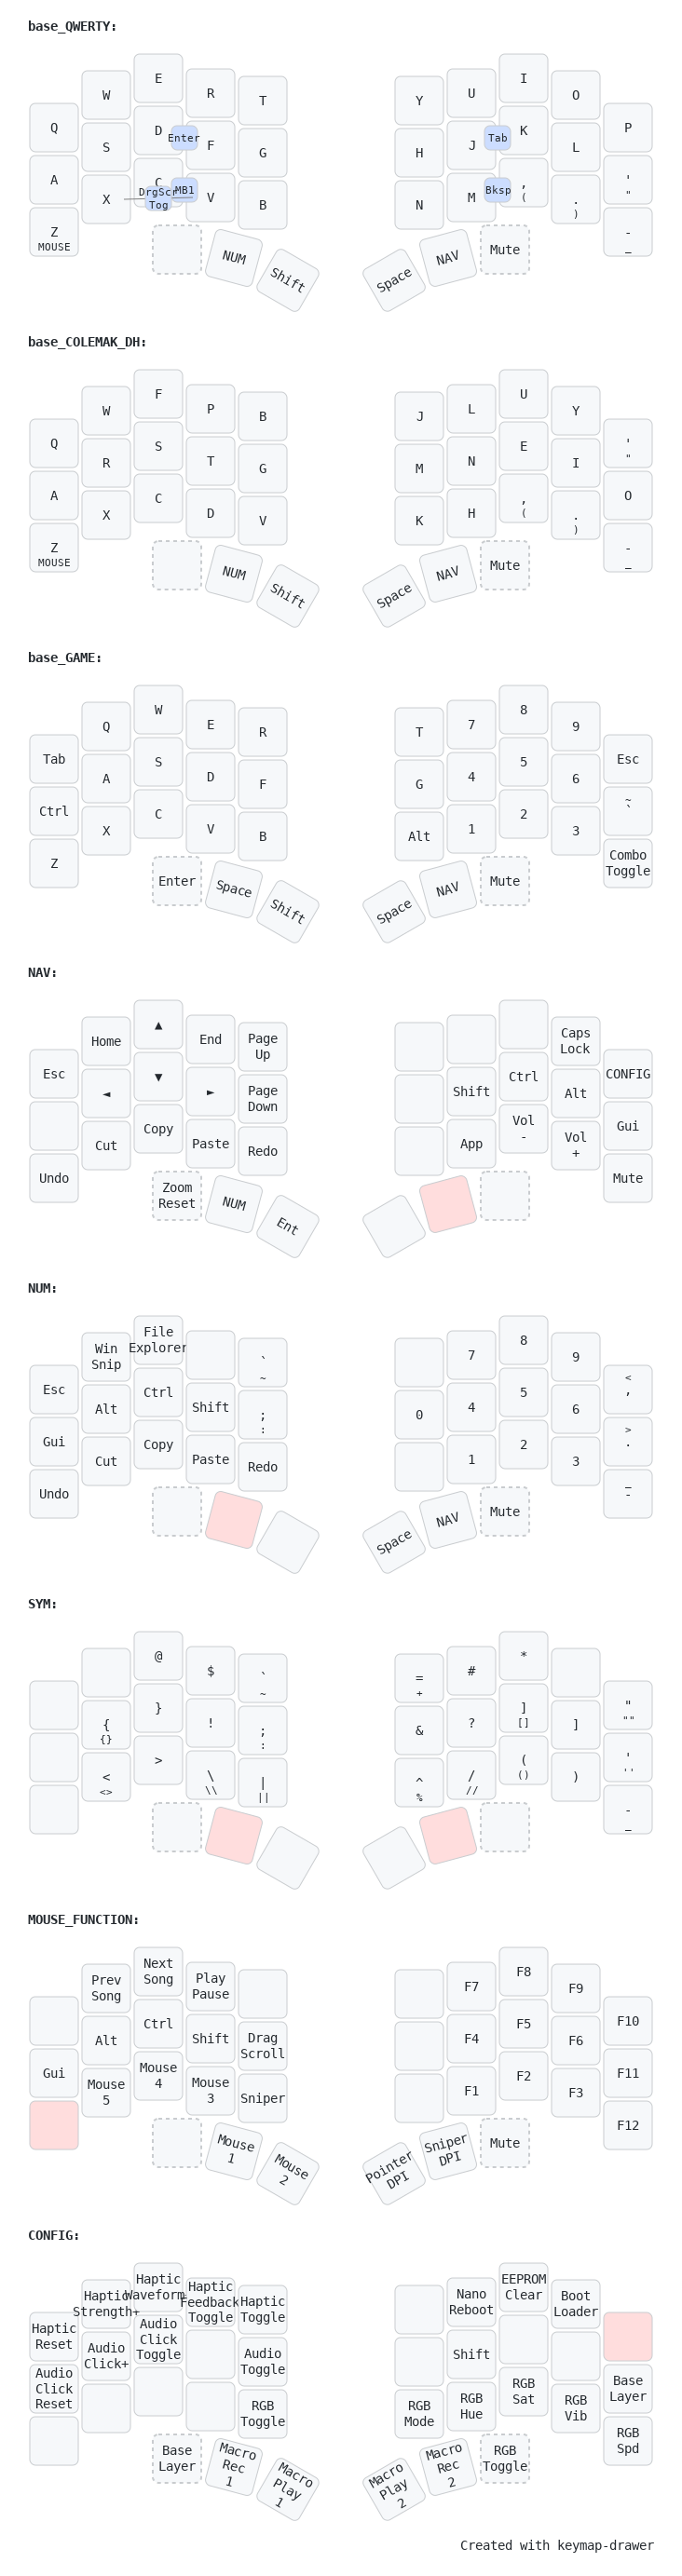 base_QWERTY:
Q W E R T Y U I O P
A S D Enter F G H J Tab K L ' "
Z MOUSE X C DrgScr Tog MB1 V B N M Bksp , ( . ) - _
NUM Shift Space NAV Mute
base_COLEMAK_DH:
Q W F P B J L U Y ' "
A R S T G M N E I O
Z MOUSE X C D V K H , ( . ) - _
NUM Shift Space NAV Mute
base_GAME:
Tab Q W E R T 7 8 9 Esc
Ctrl A S D F G 4 5 6 ~ `
Z X C V B Alt 1 2 3 Combo Toggle
Enter Space Shift Space NAV Mute
NAV:
Esc Home ▲ End Page Up Caps Lock CONFIG
◄ ▼ ► Page Down Shift Ctrl Alt Gui
Undo Cut Copy Paste Redo App Vol - Vol + Mute
Zoom Reset NUM Ent
NUM:
Esc Win Snip File Explorer ` ~ 7 8 9 < ,
Gui Alt Ctrl Shift ; : 0 4 5 6 > .
Undo Cut Copy Paste Redo 1 2 3 _ -
Space NAV Mute
SYM:
@ $ ` ~ = + # * " ""
{ {} } ! ; : & ? ] [] ] ' ''
< <> > \ \\ | || ^ % / // ( () ) - _
MOUSE_FUNCTION:
Prev Song Next Song Play Pause F7 F8 F9 F10
Gui Alt Ctrl Shift Drag Scroll F4 F5 F6 F11
Mouse 5 Mouse 4 Mouse 3 Sniper F1 F2 F3 F12
Mouse 1 Mouse 2 Pointer DPI Sniper DPI Mute
CONFIG:
Haptic Reset Haptic Strength+ Haptic Waveform+ Haptic Feedback Toggle Haptic Toggle Nano Reboot EEPROM Clear Boot Loader
Audio Click Reset Audio Click+ Audio Click Toggle Audio Toggle Shift Base Layer
RGB Toggle RGB Mode RGB Hue RGB Sat RGB Vib RGB Spd
Base Layer Macro Rec 1 Macro Play 1 Macro Play 2 Macro Rec 2 RGB Toggle
Created with keymap-drawer